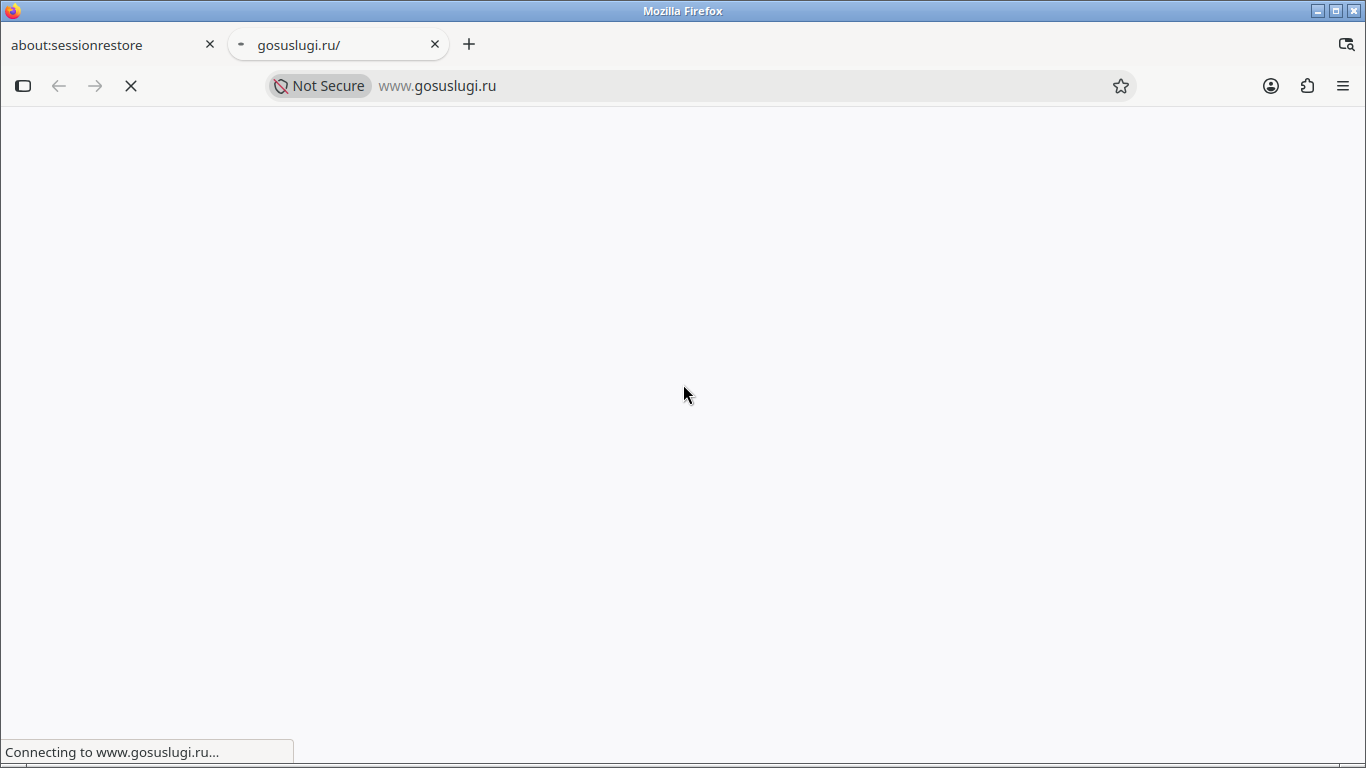 Mozilla Firefox
about:sessionrestore
gosuslugi.ru/
Not Secure
www.gosuslugi.ru
Connecting to www.gosuslugi.ru...